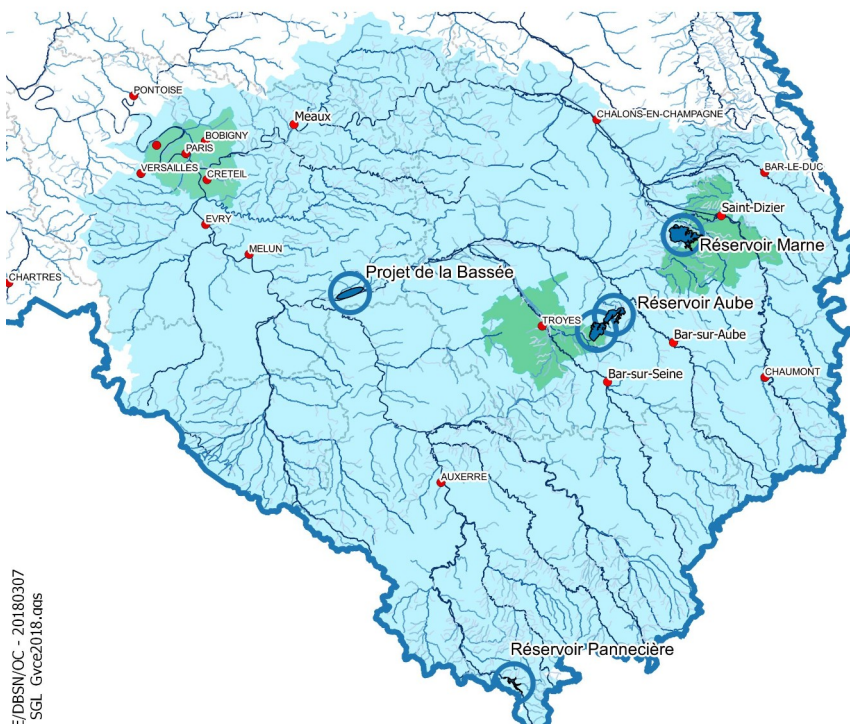 PONTOISE
Meaux
CHALONS-EN-CHAMPAGNE
BOBIGNY
PARIS
VERSAILLES
CRETEIL
BAR-LE-DUC
Saint-Dizier
EVRY
Réservoir Marne
MELUN
CHARTRES
Projet de la Bassée
Réservoir Aube
TROYES
Bar-sur-Aube
Bar-sur-Seine
CHAUMONT
AUXERRE
Réservoir Pannecière
E/DBSN/OC - 20180307
SGL_Gvce2018.qgs